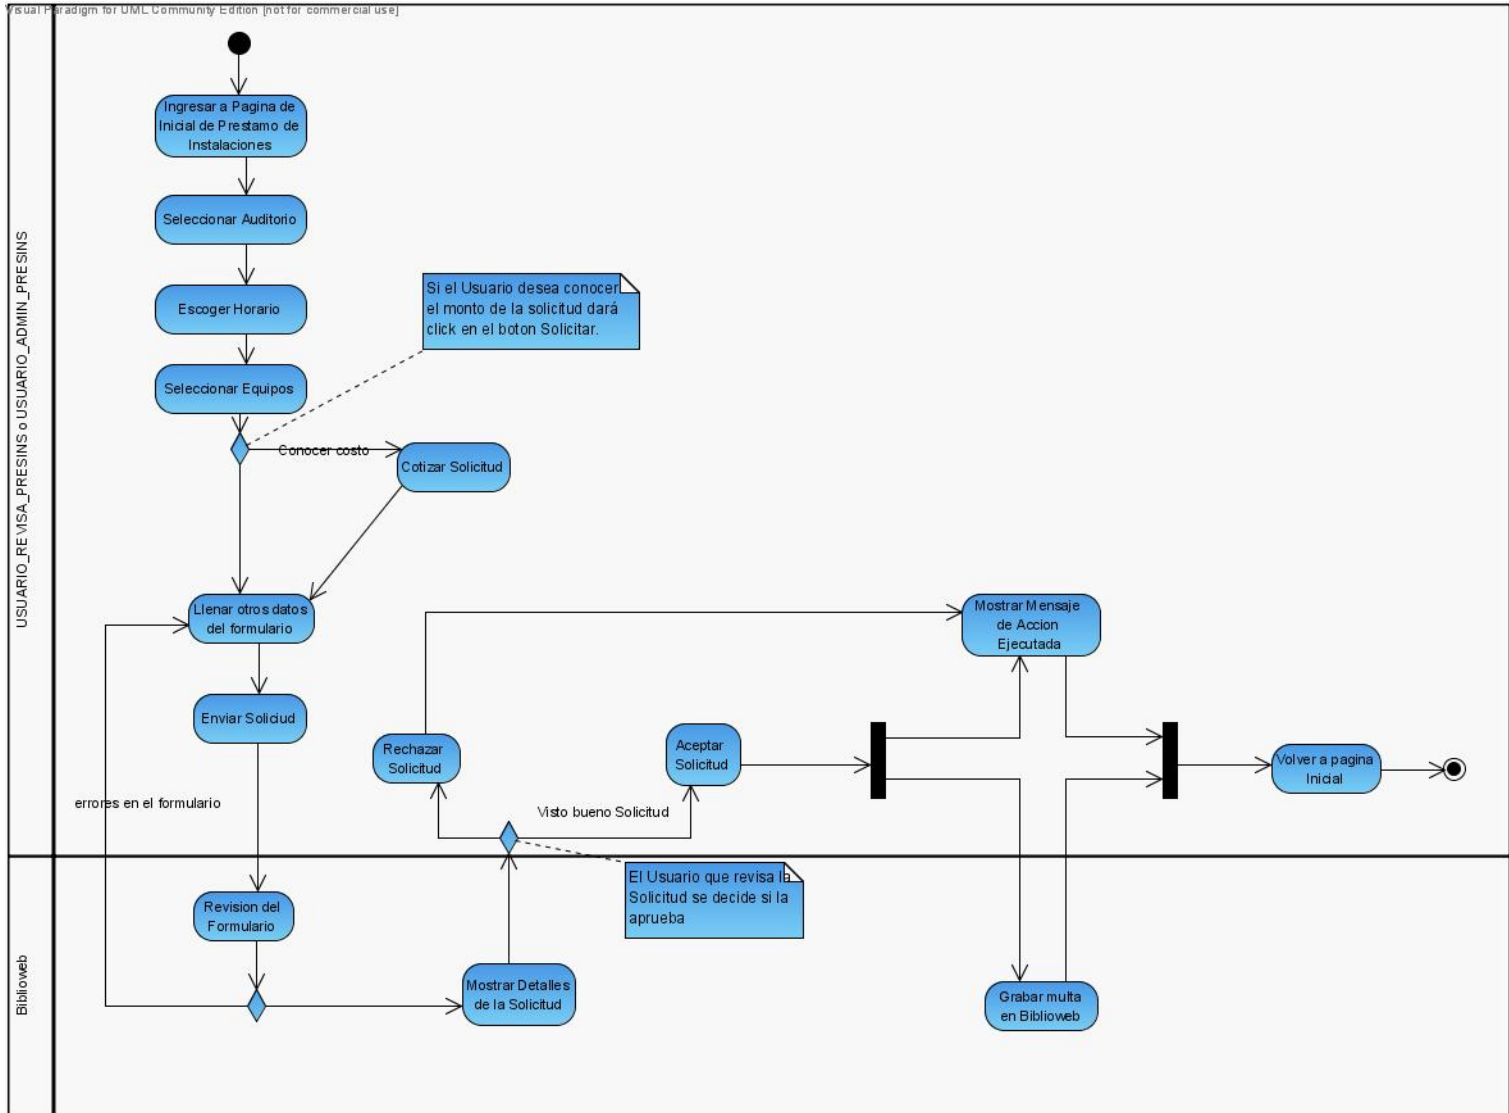 Visual Paradigm for UML Community Edition [not for commercial use]
USUARIO_REVISA_PRESINS o USUARIO_ADMIN_PRESINS
Ingresar a Pagina de
Inicial de Prestamo de
Instalaciones
Seleccionar Auditorio
Escoger Horario
Si el Usuario desea conocer
el monto de la solicitud dará
click en el boton Solicitar.
Seleccionar Equipos
Conocer costo
Cotizar Solicitud
Llenar otros datos
del formulario
Mostrar Mensaje
de Accion
Ejecutada
Enviar Soliciud
Rechazar
Solicitud
Aceptar
Solicitud
Volver a pagina
Inicial
errores en el formulario
Visto bueno Solicitud
Biblioweb
El Usuario que revisa la
Solicitud se decide si la
aprueba
Revision del
Formulario
Mostrar Detalles
de la Solicitud
Grabar multa
en Biblioweb